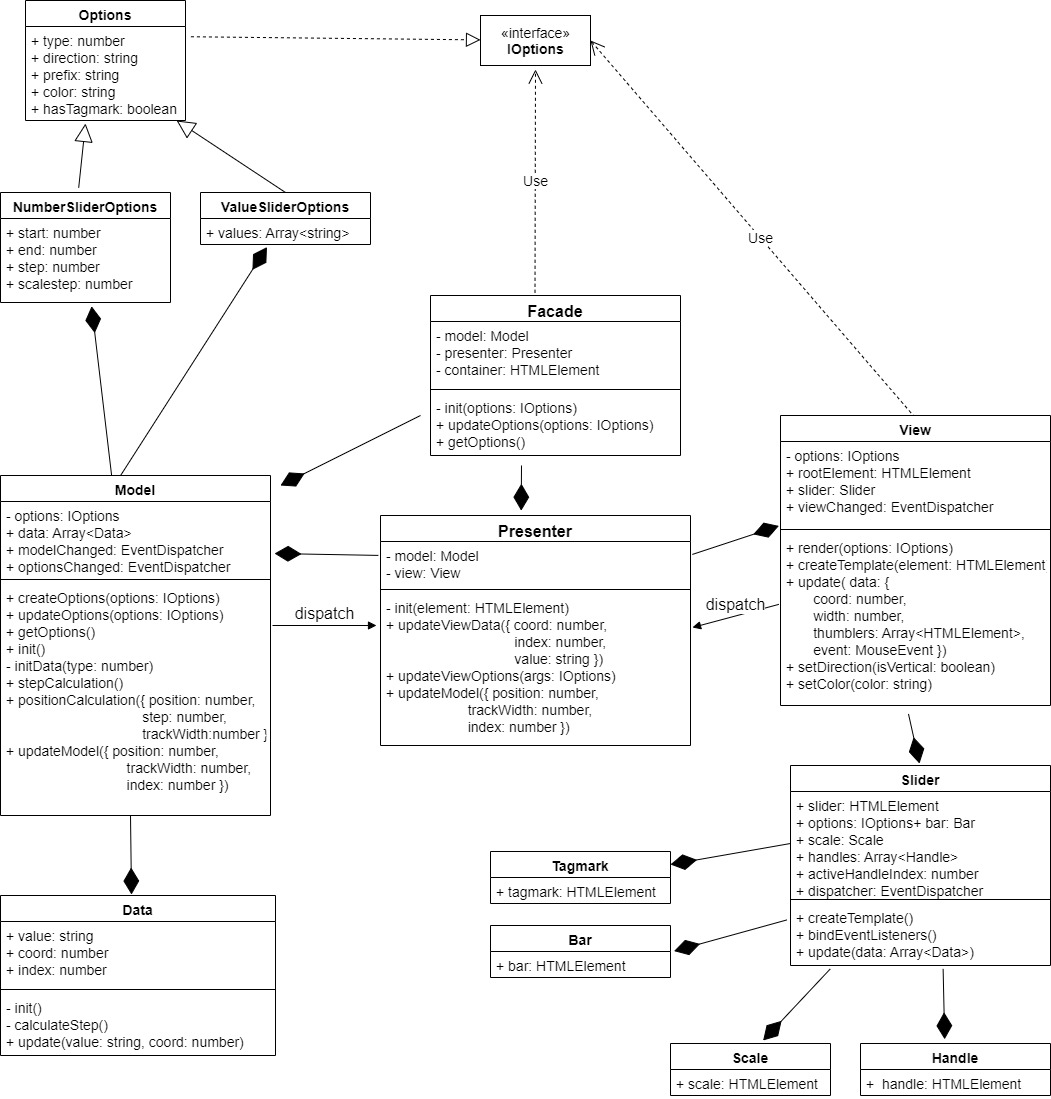 Options
+ type: number
+ direction: string
+ prefix: string
+ color: string
+ hasTagmark: boolean
«interface»
IOptions
Use
Use
NumberSliderOptions
+ start: number
+ end: number
+ step: number
+ scalestep: number
ValueSliderOptions
+ values: Array<string>
Facade
- model: Model
- presenter: Presenter
- container: HTMLElement
- init(options: IOptions)
+ updateOptions(options: IOptions)
+ getOptions()
View
- options: IOptions
+ rootElement: HTMLElement
+ slider: Slider
+ viewChanged: EventDispatcher
+ render(options: IOptions)
+ createTemplate(element: HTMLElement
+ update( data: {
coord: number,
width: number,
thumblers: Array<HTMLElement>,
event: MouseEvent })
+ setDirection(isVertical: boolean)
+ setColor(color: string)
Model
- options: IOptions
+ data: Array<Data>
+ modelChanged: EventDispatcher
+ optionsChanged: EventDispatcher
+ createOptions(options: IOptions)
+ updateOptions(options: IOptions)
+ getOptions()
+ init()
- initData(type: number)
+ stepCalculation()
+ positionCalculation({ position: number,
step: number,
trackWidth:number }
+ updateModel({ position: number,
trackWidth: number,
index: number })
dispatch
Presenter
- model: Model
- view: View
- init(element: HTMLElement)
+ updateViewData({ coord: number,
index: number,
value: string })
+ updateViewOptions(args: IOptions)
+ updateModel({ position: number,
trackWidth: number,
index: number })
dispatch
Slider
+ slider: HTMLElement
+ options: IOptions+ bar: Bar
+ scale: Scale
+ handles: Array<Handle>
+ activeHandleIndex: number
+ dispatcher: EventDispatcher
+ createTemplate()
+ bindEventListeners()
+ update(data: Array<Data>)
Tagmark
+ tagmark: HTMLElement
Bar
+ bar: HTMLElement
Data
+ value: string
+ coord: number
+ index: number
- init()
- calculateStep()
+ update(value: string, coord: number)
Scale
+ scale: HTMLElement
Handle
+ handle: HTMLElement